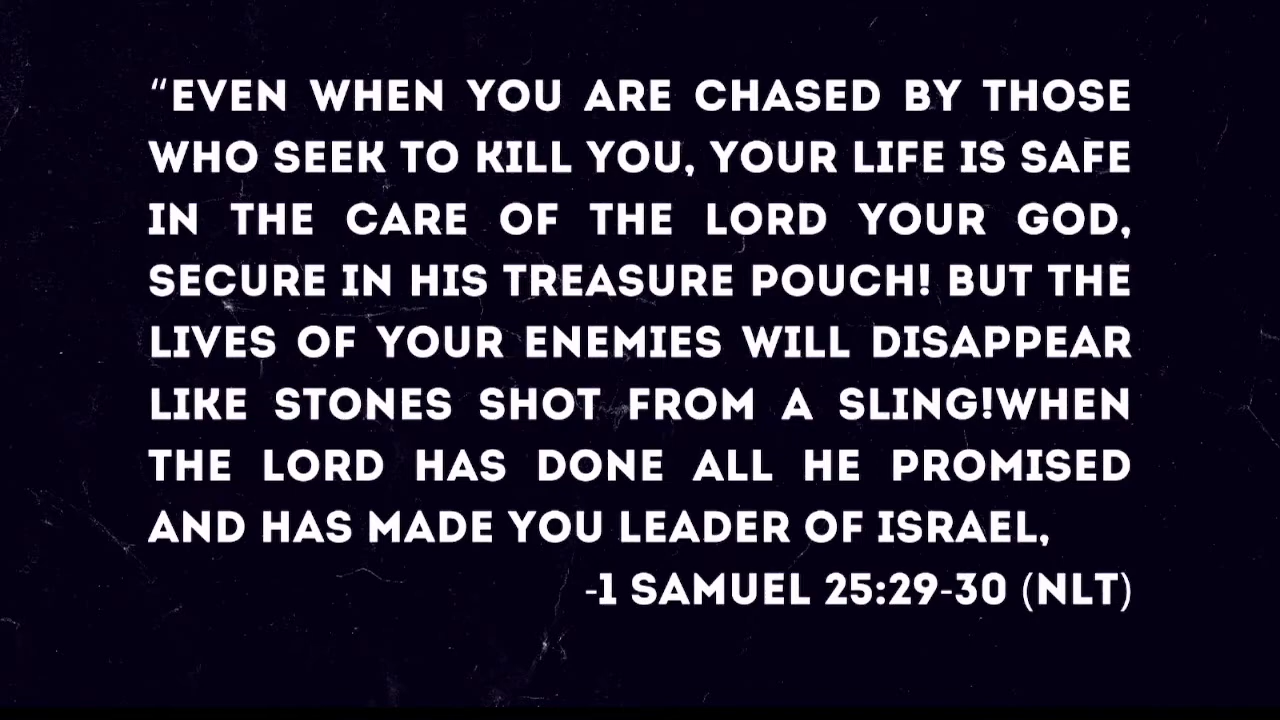 “EVEN WHEN YOU ARE CHASED BY THOSE
WHO SEEK TO KILL YOU, YOUR LIFE IS SAFE
IN THE CARE OF THE LORD YOUR GOD,
SECURE IN HIS TREASURE POUCH! BUT THE
LIVES OF YOUR ENEMIES WILL DISAPPEAR
LIKE STONES SHOT FROM A SLING!WHEN
THE LORD HAS DONE ALL HE PROMISED
AND HAS MADE YOU LEADER OF ISRAEL,
-1 SAMUEL 25:29-30 (NLT)